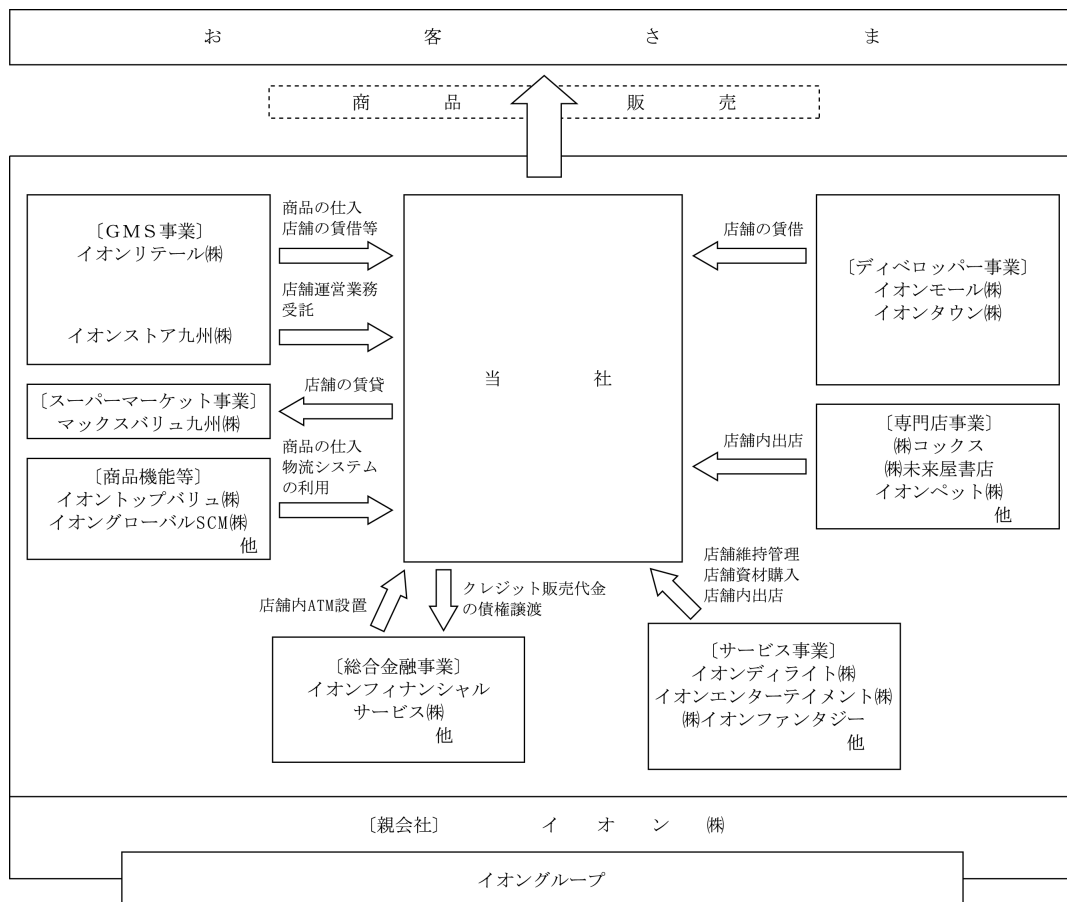 お客さま
商品販売
〔ＧＭＳ事業〕
イオンリテール㈱
イオンストア九州㈱
商品の仕入
店舗の賃借等
店舗運営業務
受託
〔スーパーマーケット事業〕
マックスバリュ九州㈱
店舗の賃貸
〔商品機能等〕
イオントップバリュ㈱
イオングローバルSCM㈱
他
商品の仕入
物流システム
の利用
当社
店舗の賃借
〔ディベロッパー事業〕
イオンモール㈱
イオンタウン㈱
店舗内出店
〔専門店事業〕
㈱コックス
㈱未来屋書店
イオンペット㈱
他
店舗内ATM設置
クレジット販売代金
の債権譲渡
〔総合金融事業〕
イオンフィナンシャル
サービス㈱
他
店舗維持管理
店舗資材購入
店舗内出店
〔サービス事業〕
イオンディライト㈱
イオンエンターテイメント㈱
㈱イオンファンタジー
他
〔親会社〕 イオン ㈱
イオングループ